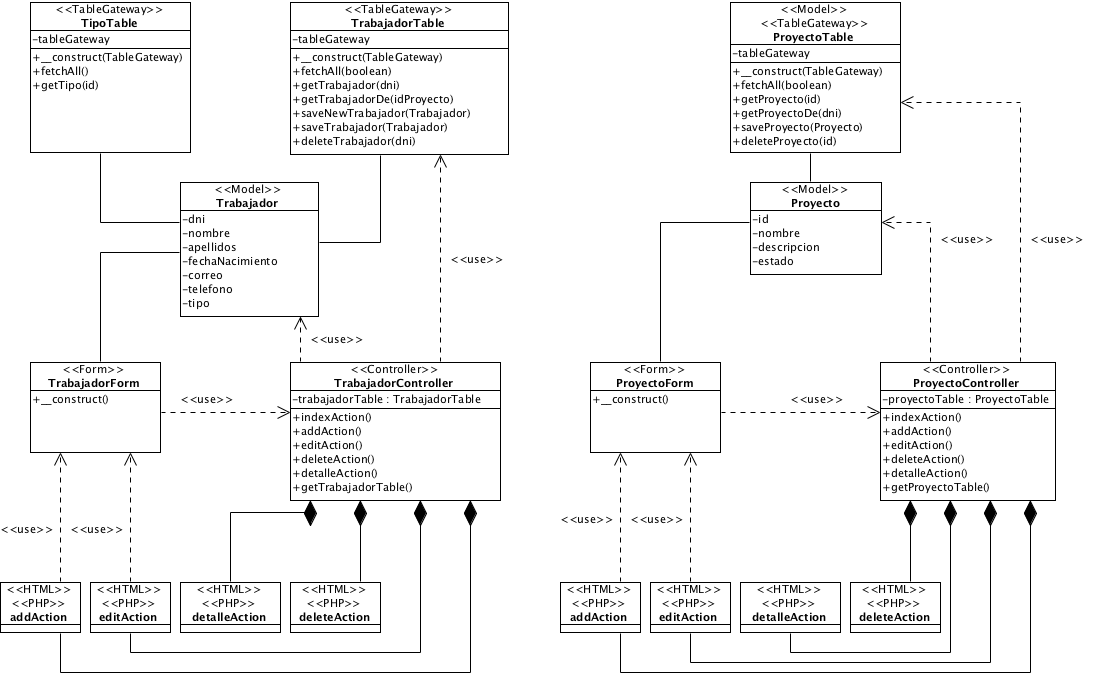 <<TableGateway>>
TipoTable
-tableGateway
+__construct(TableGateway)
+fetchAll()
+getTipo(id)
<<TableGateway>>
TrabajadorTable
-tableGateway
+__construct(TableGateway)
+fetchAll(boolean)
+getTrabajador(dni)
+getTrabajadorDe(idProyecto)
+saveNewTrabajador(Trabajador)
+saveTrabajador(Trabajador)
+deleteTrabajador(dni)
<<Model>>
Trabajador
-dni
-nombre
-apellidos
-fechaNacimiento
-correo
-telefono
-tipo
<<use>>
<<use>>
<<Form>>
TrabajadorForm
+__construct()
<<use>>
<<Controller>>
TrabajadorController
-trabajadorTable : TrabajadorTable
+indexAction()
+addAction()
+editAction()
+deleteAction()
+detalleAction()
+getTrabajadorTable()
<<use>>
<<use>>
<<HTML>>
<<PHP>>
addAction
<<HTML>>
<<PHP>>
editAction
<<HTML>>
<<PHP>>
detalleAction
<<HTML>>
<<PHP>>
deleteAction
<<Model>>
<<TableGateway>>
ProyectoTable
-tableGateway
+__construct(TableGateway)
+fetchAll(boolean)
+getProyecto(id)
+getProyectoDe(dni)
+saveProyecto(Proyecto)
+deleteProyecto(id)
<<Model>>
Proyecto
-id
-nombre
-descripcion
-estado
<<use>>
<<use>>
<<Form>>
ProyectoForm
+__construct()
<<use>>
<<Controller>>
ProyectoController
-proyectoTable : ProyectoTable
+indexAction()
+addAction()
+editAction()
+deleteAction()
+detalleAction()
+getProyectoTable()
<<use>>
<<use>>
<<HTML>>
<<PHP>>
addAction
<<HTML>>
<<PHP>>
editAction
<<HTML>>
<<PHP>>
detalleAction
<<HTML>>
<<PHP>>
deleteAction